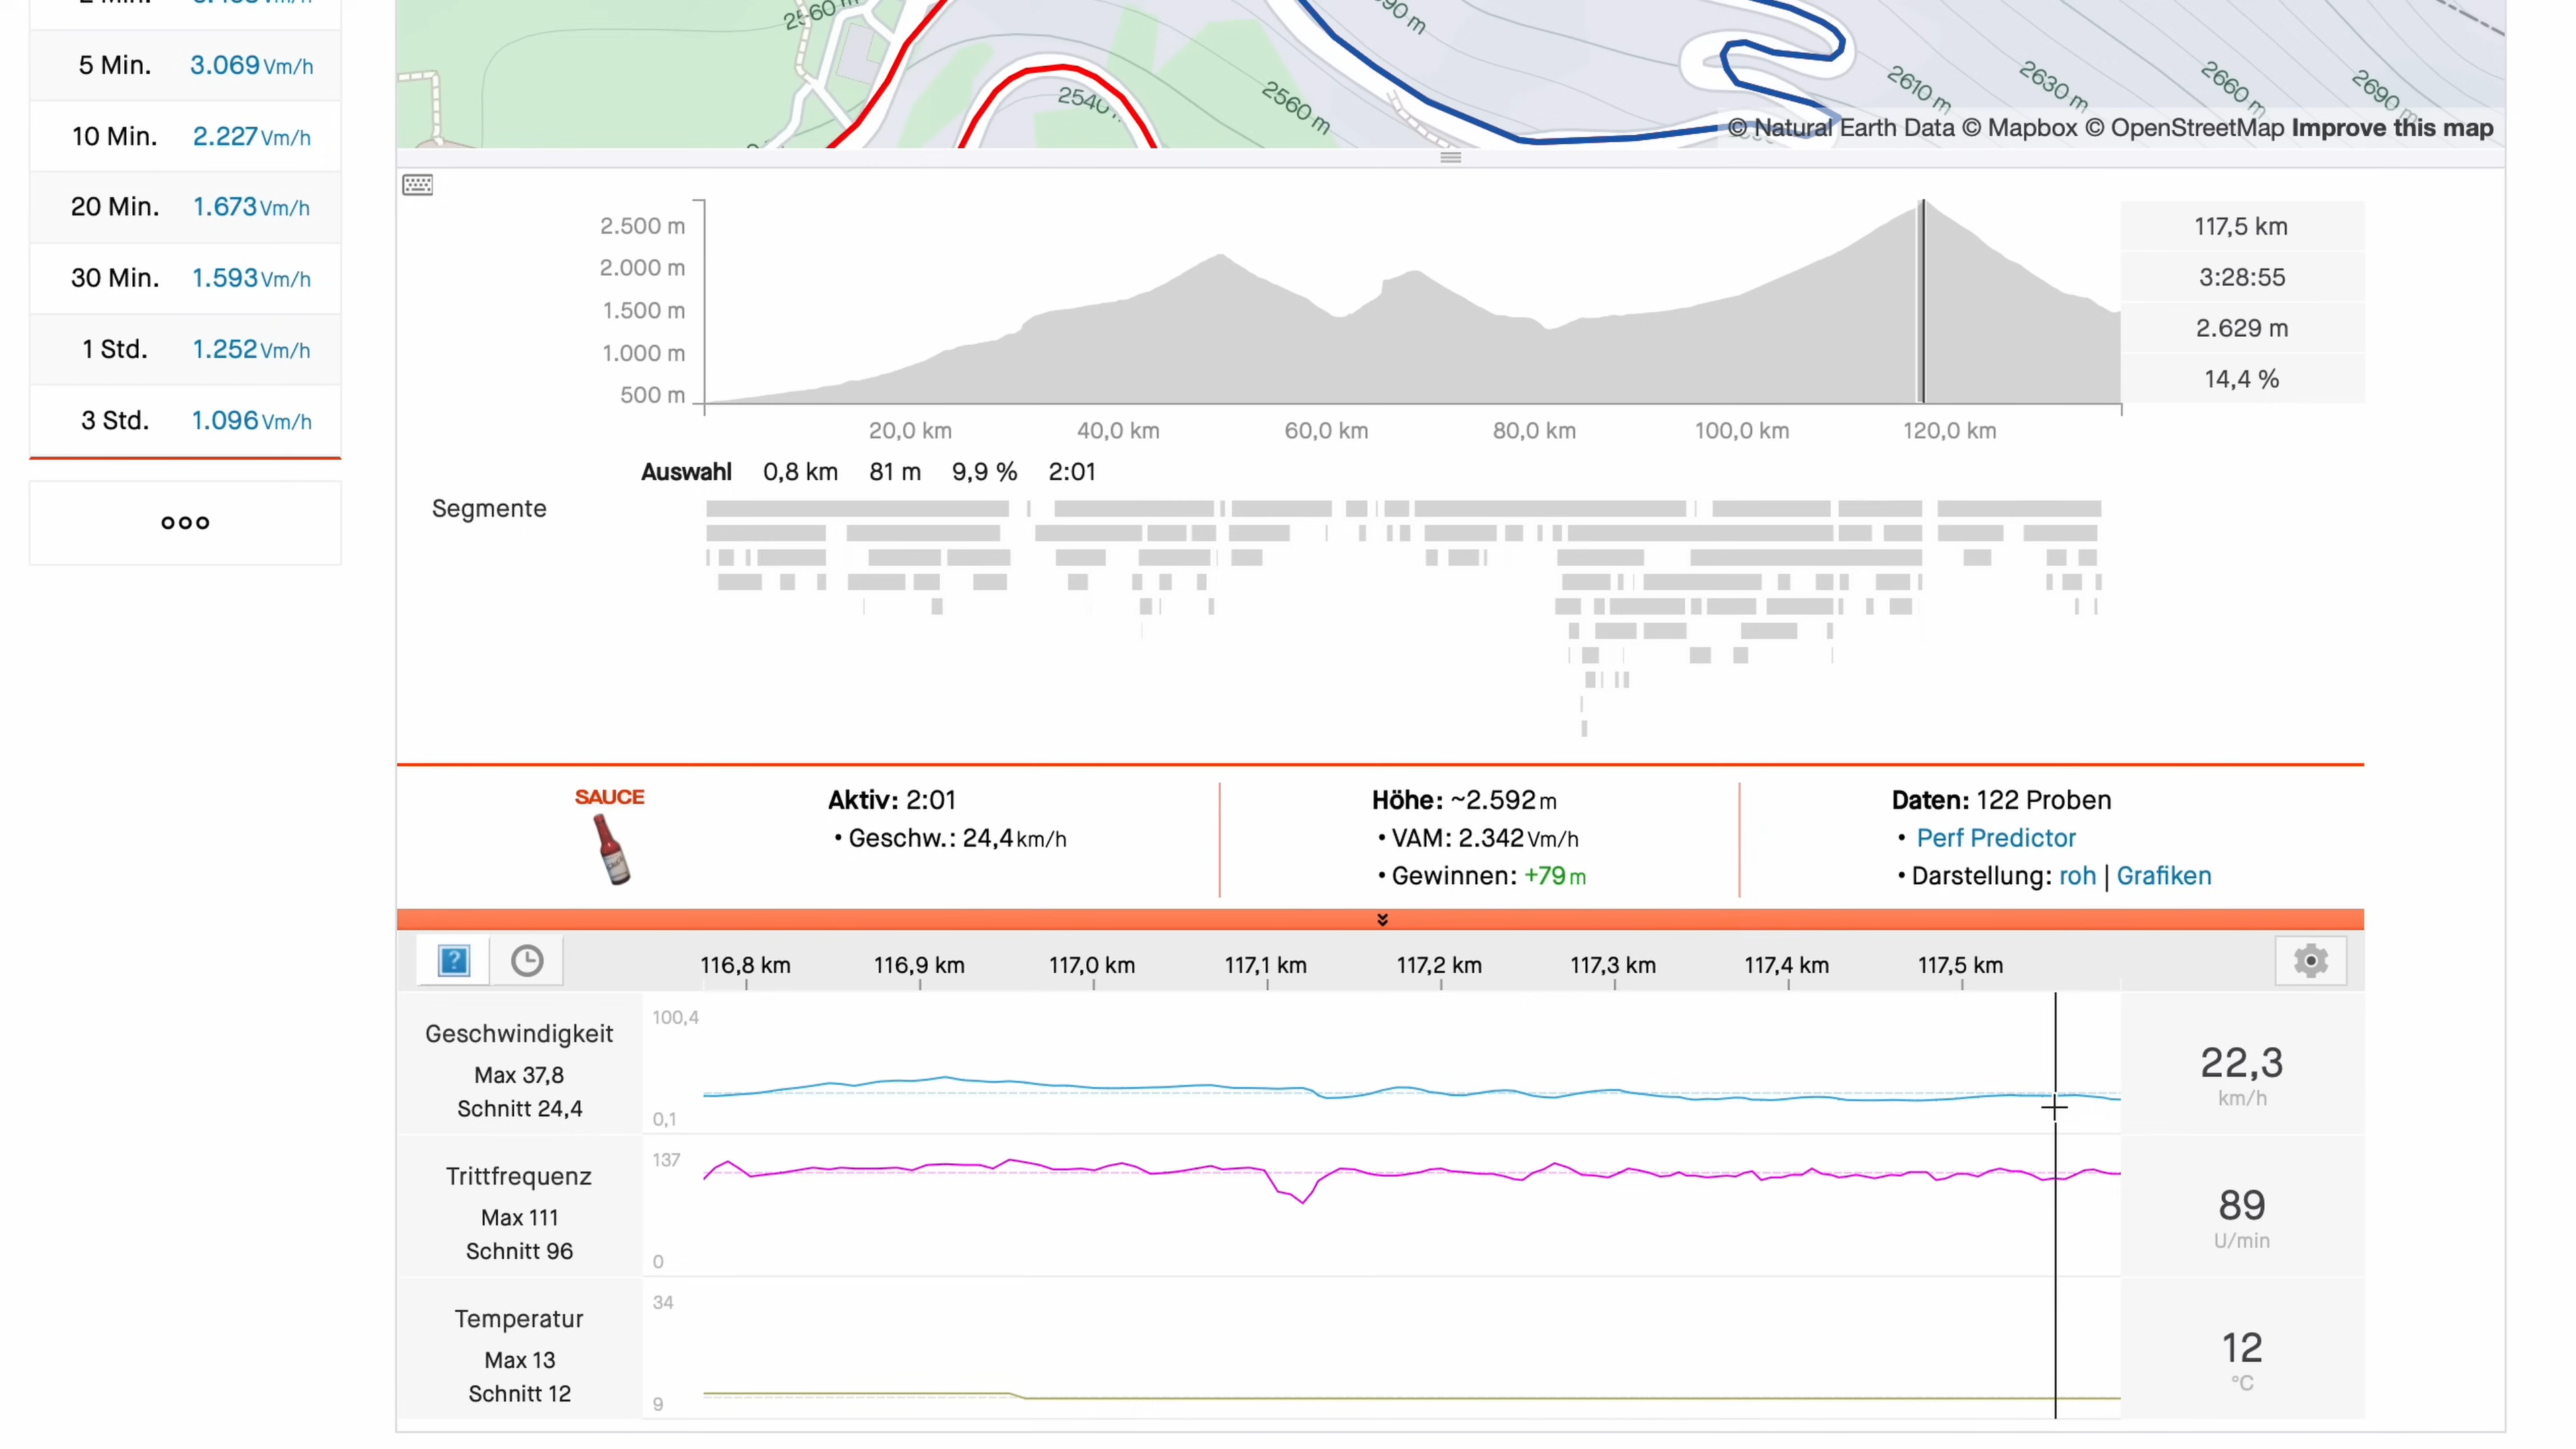 2560 m
90 m
5 Min. 3.069 Vm/h
2540
2560 m
2610 m
2630 m
2660 m
2690 m
10 Min. 2.227 Vm/h
© Natural Earth Data © Mapbox © OpenStreetMap Improve this map
20 Min. 1.673 Vm/h
30 Min. 1.593 Vm/h
1 Std. 1.252 Vm/h
3 Std. 1.096 Vm/h
2.500 m
2.000 m
1.500 m
1.000 m
500 m
117,5 km
3:28:55
2.629 m
14,4 %
20,0 km 40,0 km 60,0 km 80,0 km 100,0 km 120,0 km
Auswahl 0,8 km 81 m 9,9 % 2:01
Segmente
SAUCE
Aktiv: 2:01
• Geschw.: 24,4 km/h
Höhe: ~2.592 m
• VAM: 2.342 Vm/h
• Gewinnen: +79 m
Daten: 122 Proben
• Perf Predictor
• Darstellung: roh | Grafiken
116,8 km 116,9 km 117,0 km 117,1 km 117,2 km 117,3 km 117,4 km 117,5 km
Geschwindigkeit
Max 37,8
Schnitt 24,4
100,4
0,1
22,3
km/h
Trittfrequenz
Max 111
Schnitt 96
137
0
89
U/min
Temperatur
Max 13
Schnitt 12
34
9
12
°C